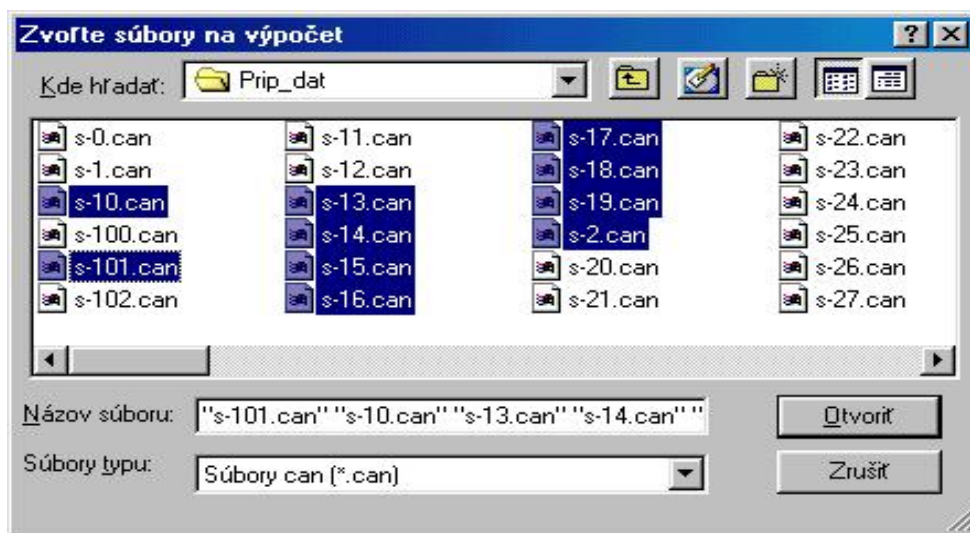 Zvoľte súbory na výpočet
Kde hľadať: Prip_dat
s-0.can s-11.can s-17.can s-22.can
s-1.can s-12.can s-18.can s-23.can
s-10.can s-13.can s-19.can s-24.can
s-100.can s-14.can s-2.can s-25.can
s-101.can s-15.can s-20.can s-26.can
s-102.can s-16.can s-21.can s-27.can
Názov súboru: "s-101.can" "s-10.can" "s-13.can" "s-14.can" " Otvoriť
Súbory typu: Súbory can (*.can) Zrušiť